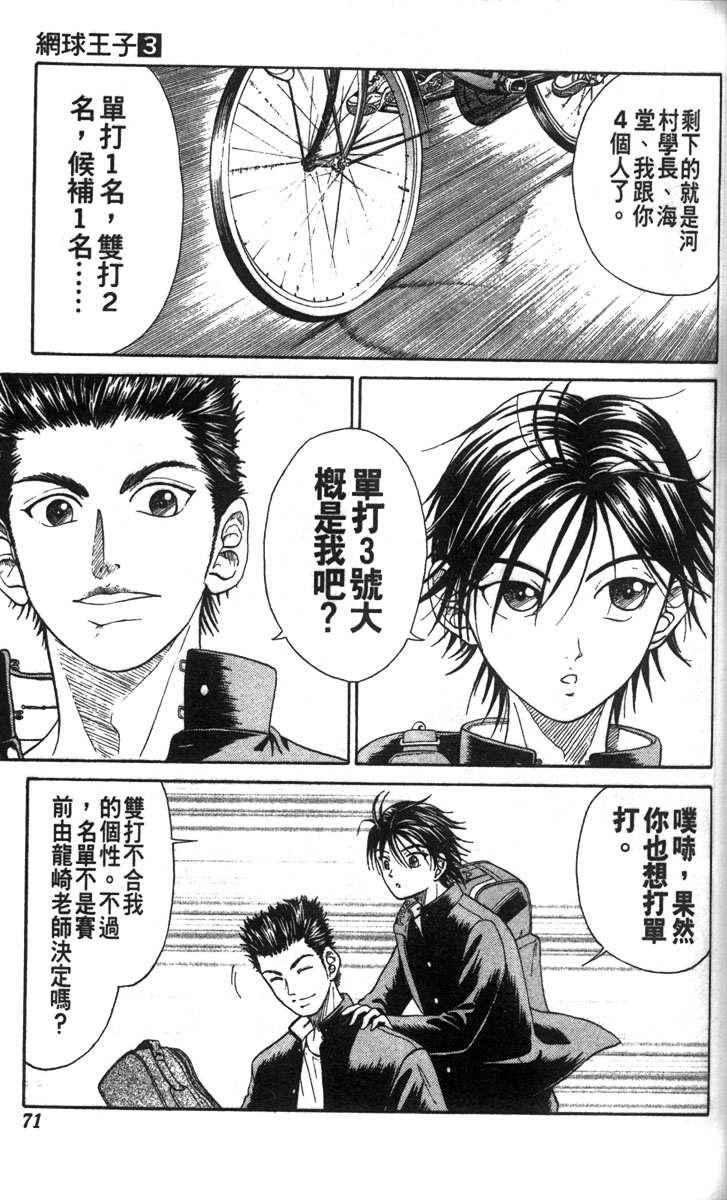 網球王子3
剩下的就是河
村學長、海
堂、我跟你
4個人了。
單打1名，雙打2
名，候補1名……
單打3號大
概是我吧？
噗哧，果然
你也想打單
打。
雙打不合我
的個性。不過
，名單不是賽
前由龍崎老師決定嗎？
71